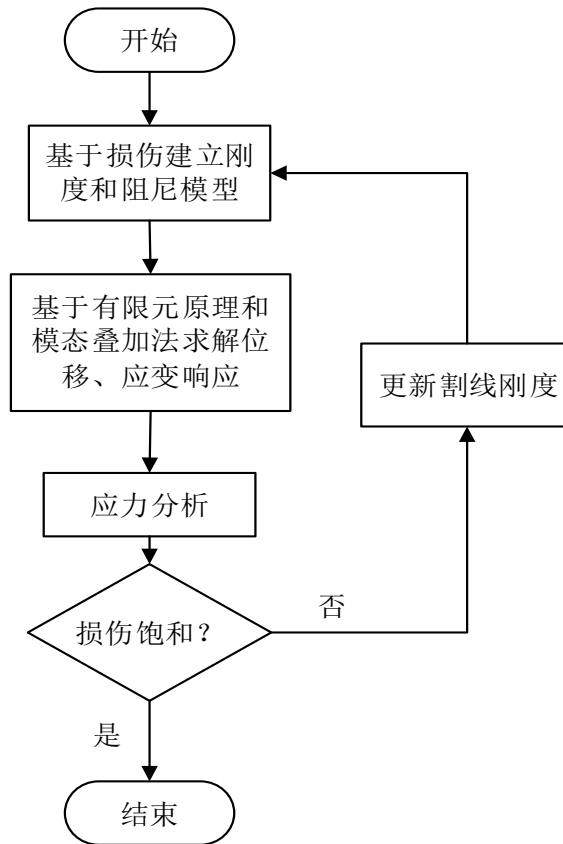 开始
基于损伤建立刚
度和阻尼模型
基于有限元原理和
模态叠加法求解位
移、应变响应
更新割线刚度
应力分析
损伤饱和？
否
是
结束